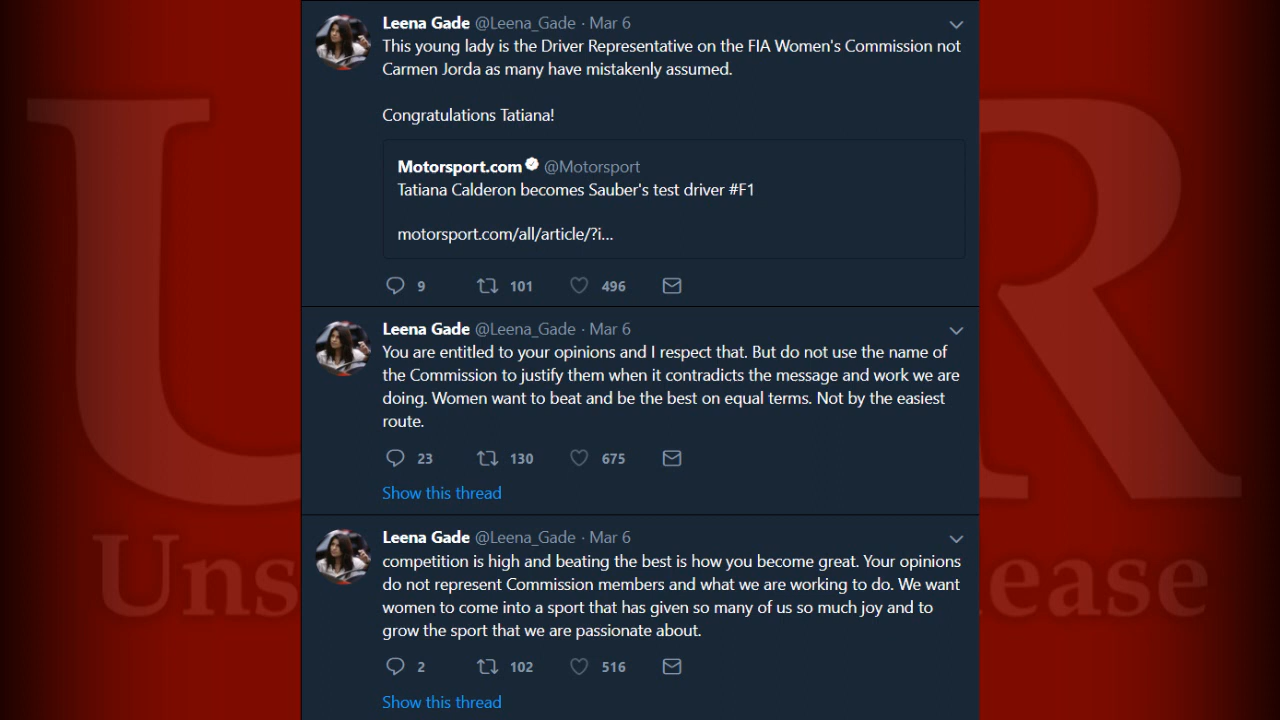 Leena Gade @Leena_Gade · Mar 6
This young lady is the Driver Representative on the FIA Women's Commission not
Carmen Jorda as many have mistakenly assumed.
Congratulations Tatiana!
Motorsport.com @Motorsport
Tatiana Calderon becomes Sauber's test driver #F1
motorsport.com/all/article/?i...
9 101 496
Leena Gade @Leena_Gade · Mar 6
You are entitled to your opinions and I respect that. But do not use the name of
the Commission to justify them when it contradicts the message and work we are
doing. Women want to beat and be the best on equal terms. Not by the easiest
route.
23 130 675
Show this thread
Leena Gade @Leena_Gade · Mar 6
competition is high and beating the best is how you become great. Your opinions
do not represent Commission members and what we are working to do. We want
women to come into a sport that has given so many of us so much joy and to
grow the sport that we are passionate about.
2 102 516
Show this thread
U R
Uns ease